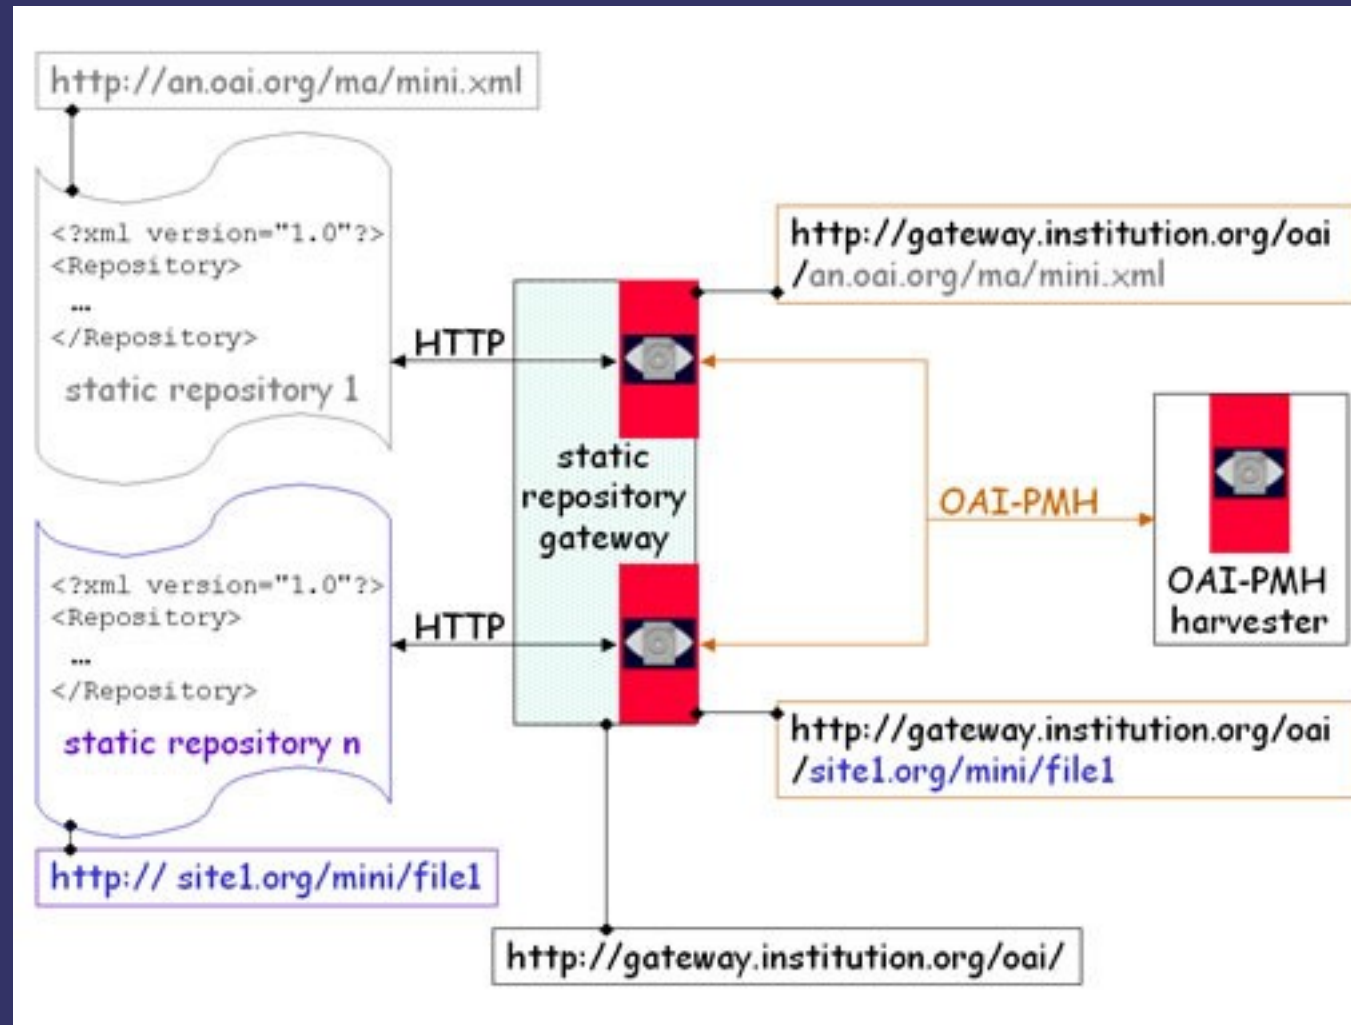 http://an.oai.org/ma/mini.xml
<?xml version="1.0"?>
<Repository>
...
</Repository>
static repository 1
HTTP
http://gateway.institution.org/oai
/an.oai.org/ma/mini.xml
static
repository
gateway
OAI-PMH
OAI-PMH
harvester
<?xml version="1.0"?>
<Repository>
...
</Repository>
static repository n
HTTP
http://gateway.institution.org/oai
/site1.org/mini/file1
http:// site1.org/mini/file1
http://gateway.institution.org/oai/